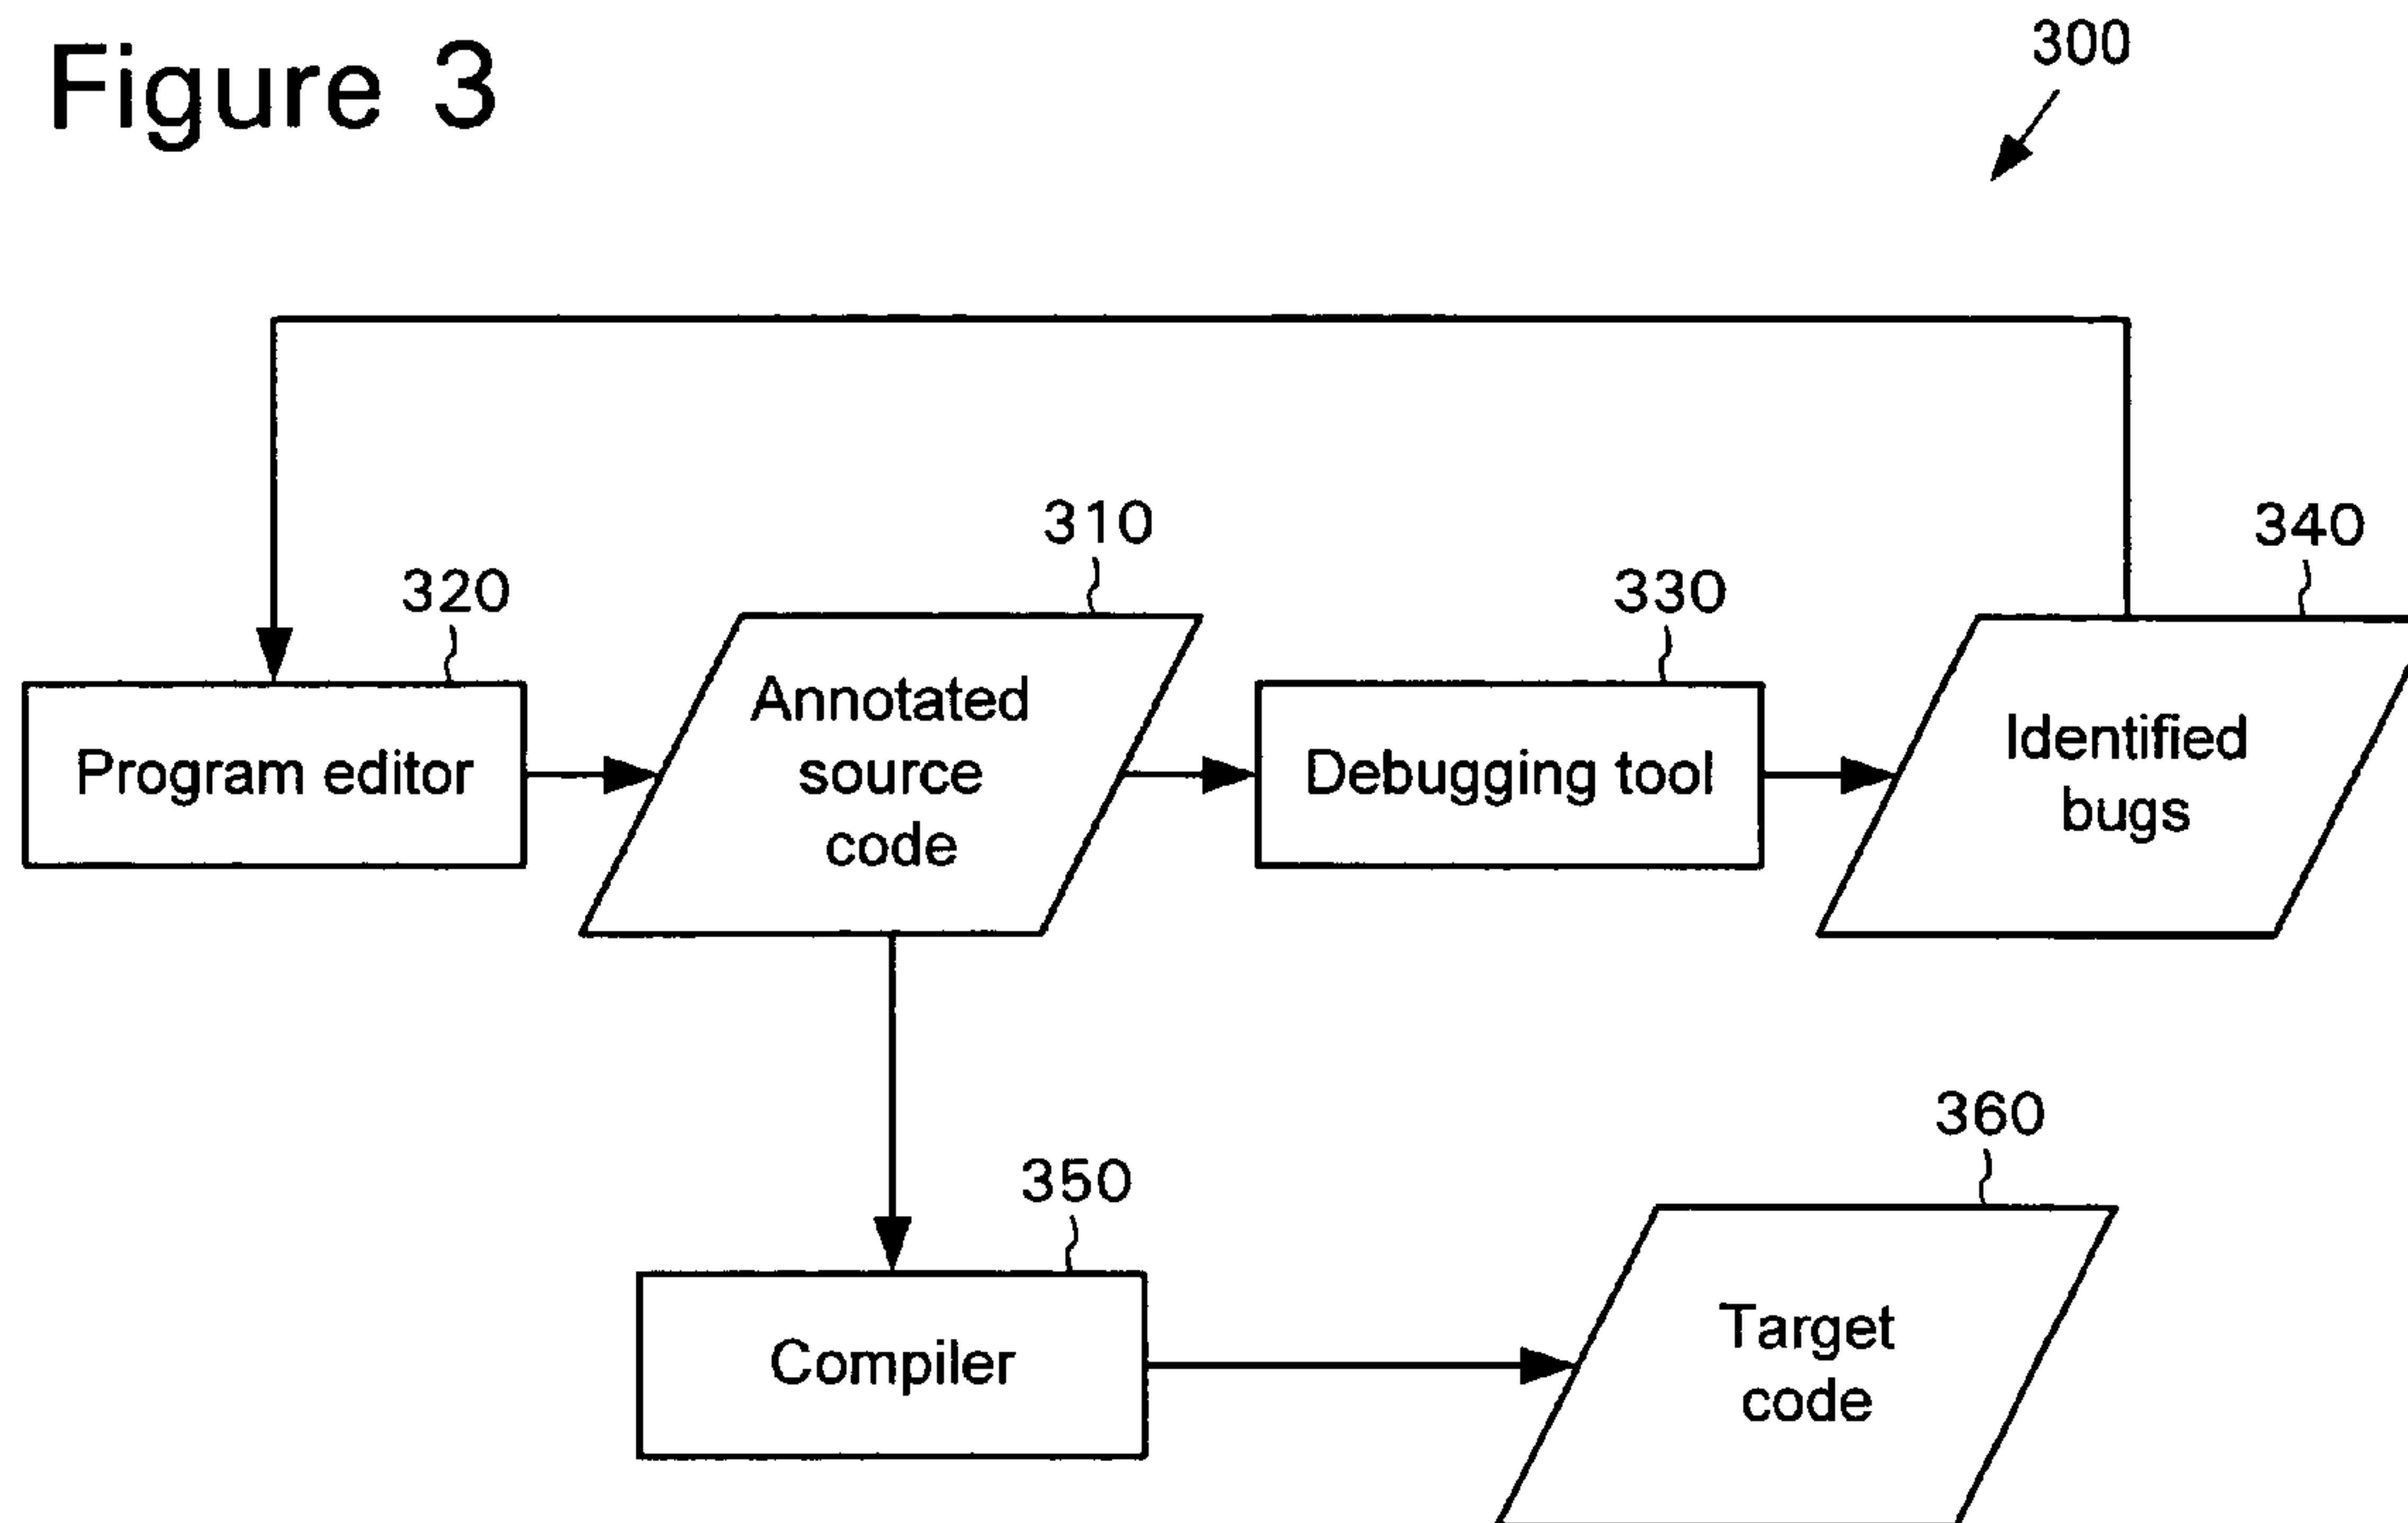 Figure 3
300
310
340
320
330
Annotated
source
code
Program editor
Debugging tool
Identified
bugs
360
350
Compiler
Target
code